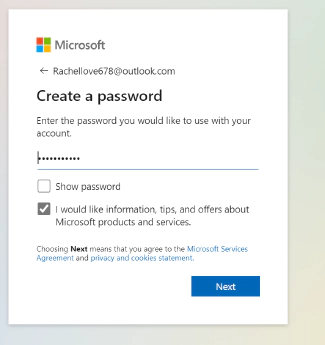 Microsoft
← Rachellove678@outlook.com
Create a password
Enter the password you would like to use with your
account.
•••••••••••
Show password
I would like information, tips, and offers about
Microsoft products and services.
Choosing Next means that you agree to the Microsoft Services
Agreement and privacy and cookies statement.
Next